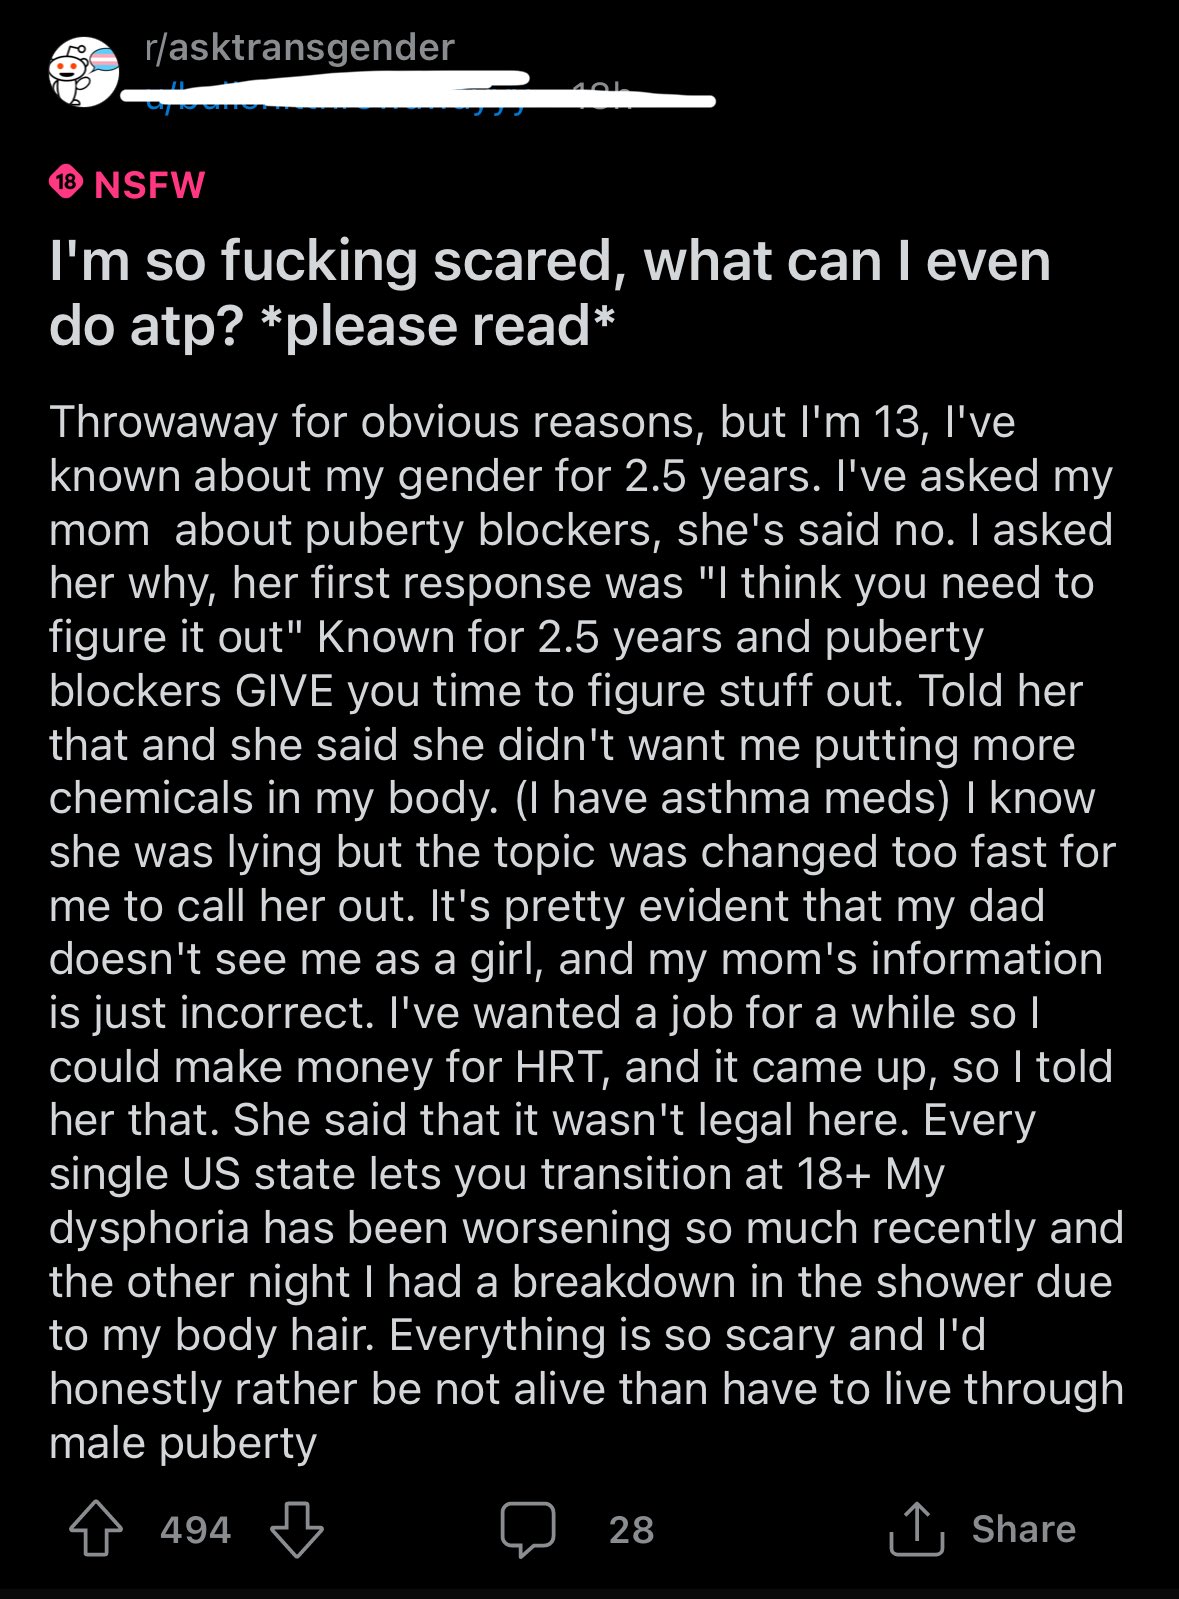 r/asktransgender
18 NSFW
I'm so fucking scared, what can I even
do atp? *please read*
Throwaway for obvious reasons, but I'm 13, I've
known about my gender for 2.5 years. I've asked my
mom  about puberty blockers, she's said no. I asked
her why, her first response was "I think you need to
figure it out" Known for 2.5 years and puberty
blockers GIVE you time to figure stuff out. Told her
that and she said she didn't want me putting more
chemicals in my body. (I have asthma meds) I know
she was lying but the topic was changed too fast for
me to call her out. It's pretty evident that my dad
doesn't see me as a girl, and my mom's information
is just incorrect. I've wanted a job for a while so I
could make money for HRT, and it came up, so I told
her that. She said that it wasn't legal here. Every
single US state lets you transition at 18+ My
dysphoria has been worsening so much recently and
the other night I had a breakdown in the shower due
to my body hair. Everything is so scary and I'd
honestly rather be not alive than have to live through
male puberty
494 28 Share